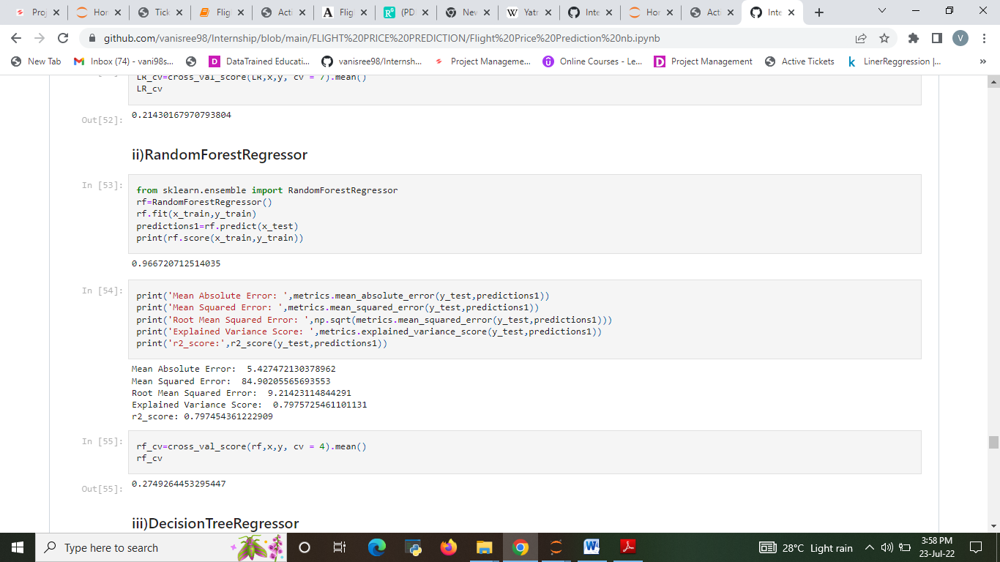 Proj
Hor
Tick
Fligh
Acti
Flig
(PD
New
Yatr
Inte
Hor
Acti
Inte
github.com/vanisree98/Internship/blob/main/FLIGHT%20PRICE%20PREDICTION/Flight%20Price%20Prediction%20nb.ipynb
V
New Tab
Inbox (74) - vani98s...
DataTrained Educati...
vanisree98/Internsh...
Project Manageme...
Online Courses - Le...
Project Management
Active Tickets
LinerReggression |...
»
LR_cv=cross_val_score(LR,x,y, cv = 7).mean()
LR_cv
Out[52]:
0.21430167970793804
ii)RandomForestRegressor
In [53]:
from sklearn.ensemble import RandomForestRegressor
rf=RandomForestRegressor()
rf.fit(x_train,y_train)
predictions1=rf.predict(x_test)
print(rf.score(x_train,y_train))
0.966720712514035
In [54]:
print('Mean Absolute Error: ',metrics.mean_absolute_error(y_test,predictions1))
print('Mean Squared Error: ',metrics.mean_squared_error(y_test,predictions1))
print('Root Mean Squared Error: ',np.sqrt(metrics.mean_squared_error(y_test,predictions1)))
print('Explained Variance Score: ',metrics.explained_variance_score(y_test,predictions1))
print('r2_score:',r2_score(y_test,predictions1))
Mean Absolute Error:  5.427472130378962
Mean Squared Error:  84.90205565693553
Root Mean Squared Error:  9.21423114844291
Explained Variance Score:  0.7975725461101131
r2_score: 0.797454361222909
In [55]:
rf_cv=cross_val_score(rf,x,y, cv = 4).mean()
rf_cv
Out[55]:
0.2749264453295447
iii)DecisionTreeRegressor
Type here to search
28°C Light rain
3:58 PM
23-Jul-22